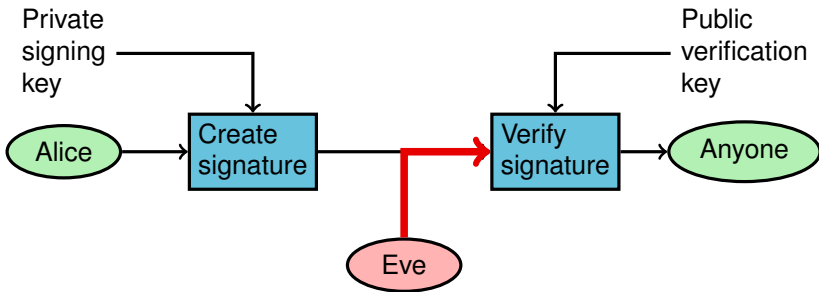 Private
signing
key
Public
verification
key
Alice
Create
signature
Verify
signature
Anyone
Eve